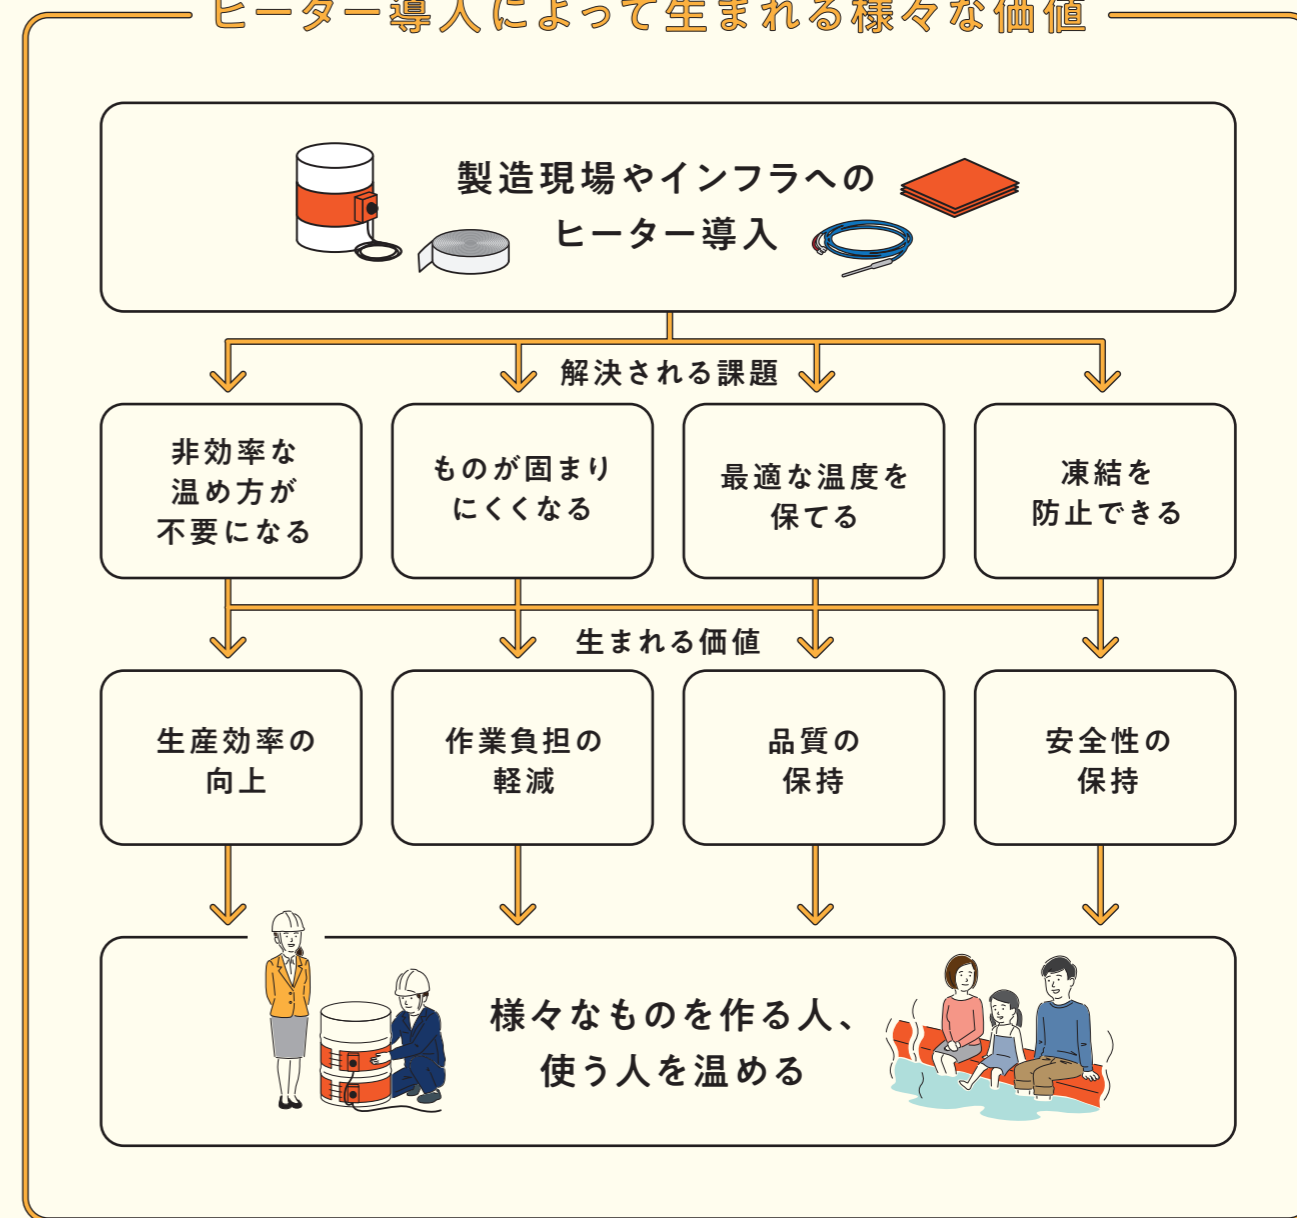 ヒーター導入によって生まれる様々な価値
製造現場やインフラへの
ヒーター導入
解決される課題
非効率な
温め方が
不要になる
ものが固まり
にくくなる
最適な温度を
保てる
凍結を
防止できる
生まれる価値
生産効率の
向上
作業負担の
軽減
品質の
保持
安全性の
保持
様々なものを作る人、
使う人を温める